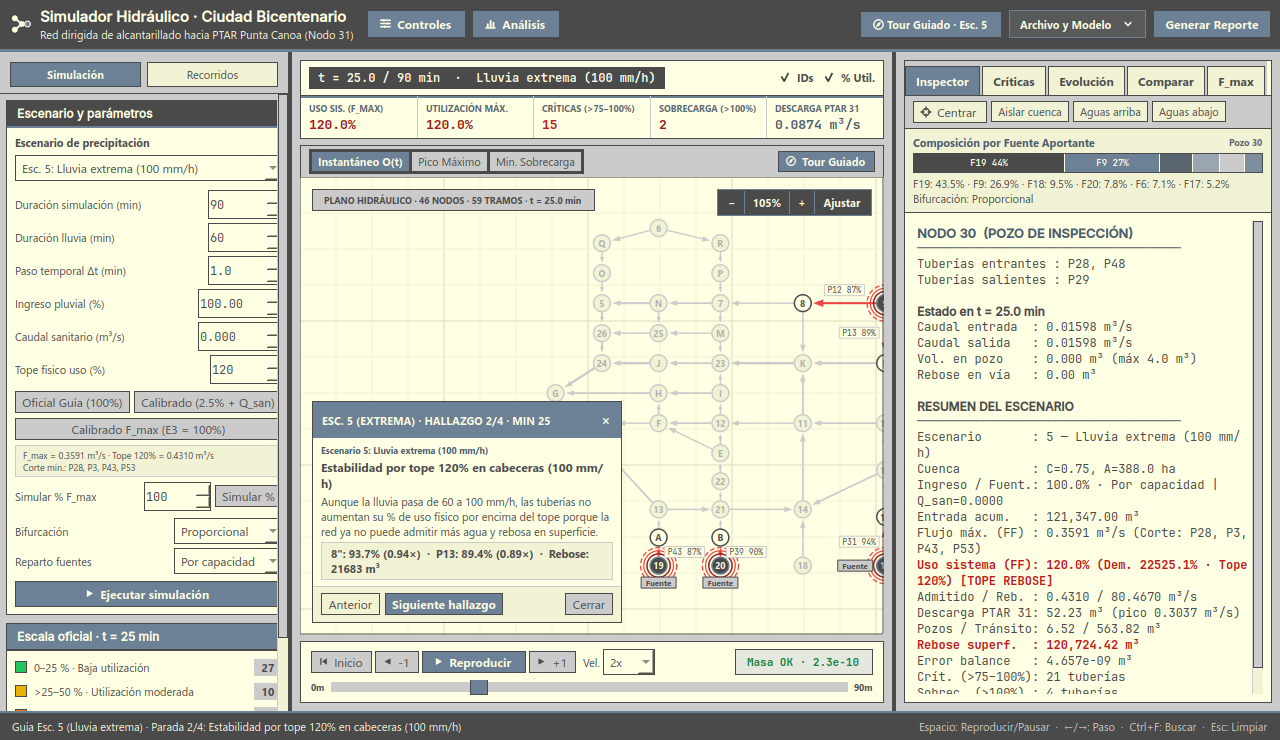 Simulador Hidráulico · Ciudad Bicentenario
Red dirigida de alcantarillado hacia PTAR Punta Canoa (Nodo 31)
Controles
Análisis
Tour Guiado · Esc. 5
Archivo y Modelo
Generar Reporte
Simulación
Recorridos
Escenario y parámetros
Escenario de precipitación
Esc. 5: Lluvia extrema (100 mm/h)
Duración simulación (min)
90
Duración lluvia (min)
60
Paso temporal Δt (min)
1.0
Ingreso pluvial (%)
100.00
Caudal sanitario (m³/s)
0.000
Tope físico uso (%)
120
Oficial Guía (100%)
Calibrado (2.5% + Q_san)
Calibrado F_max (E3 = 100%)
F_max = 0.3591 m³/s · Tope 120% = 0.4310 m³/s
Corte mín.: P28, P3, P43, P53
Simular % F_max
100
Simular %
Bifurcación
Proporcional
Reparto fuentes
Por capacidad
Ejecutar simulación
Escala oficial · t = 25 min
0–25 % · Baja utilización
27
>25–50 % · Utilización moderada
10
t = 25.0 / 90 min · Lluvia extrema (100 mm/h)
✓ IDs
✓ % Util.
USO SIS. (F_MAX)
120.0%
UTILIZACIÓN MÁX.
120.0%
CRÍTICAS (>75–100%)
15
SOBRECARGA (>100%)
2
DESCARGA PTAR 31
0.0874 m³/s
Instantáneo O(t)
Pico Máximo
Min. Sobrecarga
Tour Guiado
PLANO HIDRÁULICO · 46 NODOS · 59 TRAMOS · t = 25.0 min
−
105%
+
Ajustar
6
Q
R
O
P
P12 87%
5
N
7
8
26
25
M
P13 89%
24
J
23
K
G
H
I
F
12
11
E
22
13
21
14
A
B
P43 87%
P39 90%
P31 94%
19
20
18
Fuente
Fuente
Fuente
ESC. 5 (EXTREMA) · HALLAZGO 2/4 · MIN 25
×
Escenario 5: Lluvia extrema (100 mm/h)
Estabilidad por tope 120% en cabeceras (100 mm/
h)
Aunque la lluvia pasa de 60 a 100 mm/h, las tuberías no
aumentan su % de uso físico por encima del tope porque la
red ya no puede admitir más agua y rebosa en superficie.
8": 93.7% (0.94×) · P13: 89.4% (0.89×) · Rebose:
21683 m³
Anterior
Siguiente hallazgo
Cerrar
Inicio
-1
Reproducir
+1
Vel.
2x
Masa OK · 2.3e-10
0m
90m
Inspector
Críticas
Evolución
Comparar
F_max
Centrar
Aislar cuenca
Aguas arriba
Aguas abajo
Composición por Fuente Aportante
Pozo 30
F19 44%
F9 27%
F19: 43.5% · F9: 26.9% · F18: 9.5% · F20: 7.8% · F6: 7.1% · F17: 5.2%
Bifurcación: Proporcional
NODO 30 (POZO DE INSPECCIÓN)
Tuberías entrantes : P28, P48
Tuberías salientes : P29
Estado en t = 25.0 min
Caudal entrada : 0.01598 m³/s
Caudal salida : 0.01598 m³/s
Vol. en pozo : 0.000 m³ (máx 4.0 m³)
Rebose en vía : 0.00 m³
RESUMEN DEL ESCENARIO
Escenario : 5 — Lluvia extrema (100 mm/
h)
Cuenca : C=0.75, A=388.0 ha
Ingreso / Fuent.: 100.0% · Por capacidad |
Q_san=0.0000
Entrada acum. : 121,347.00 m³
Flujo máx. (FF) : 0.3591 m³/s (Corte: P28, P3,
P43, P53)
Uso sistema (FF): 120.0% (Dem. 22525.1% · Tope
120%) [TOPE REBOSE]
Admitido / Reb. : 0.4310 / 80.4670 m³/s
Descarga PTAR 31: 52.23 m³ (pico 0.3037 m³/s)
Pozos / Tránsito: 6.52 / 563.82 m³
Rebose superf. : 120,724.42 m³
Error balance : 4.657e-09 m³
Crít. (>75–100%): 21 tuberías
Sobrec. (>100%) : 4 tuberías
Guía Esc. 5 (Lluvia extrema) · Parada 2/4: Estabilidad por tope 120% en cabeceras (100 mm/h)
Espacio: Reproducir/Pausar · ←/→: Paso · Ctrl+F: Buscar · Esc: Limpiar